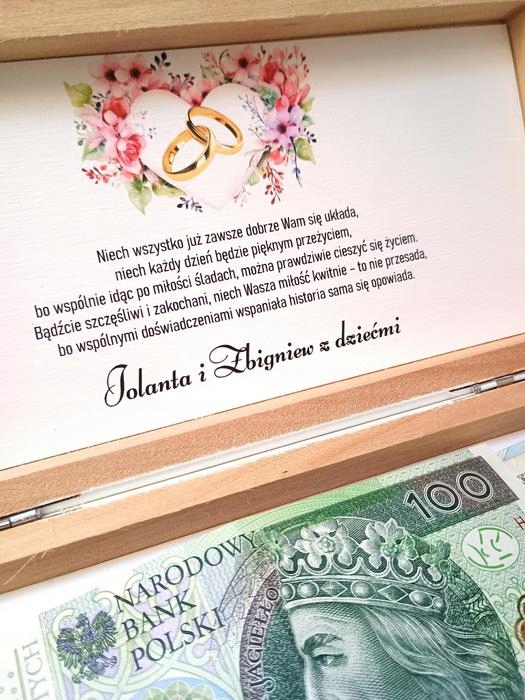 Niech wszystko już zawsze dobrze Wam się układa,
niech każdy dzień będzie pięknym przeżyciem,
bo wspólnie idąc po miłości śladach, można prawdziwie cieszyć się życiem.
Bądźcie szczęśliwi i zakochani, niech Wasza miłość kwitnie – to nie przesada,
bo wspólnymi doświadczeniami wspaniała historia sama się opowiada.
Jolanta i Zbigniew z dziećmi
100
NARODOWY
BANK
POLSKI
JAGIEŁŁO